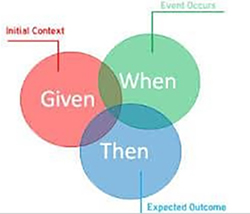 Event Occurs
Initial Context
When
Given
Then
Expected Outcome